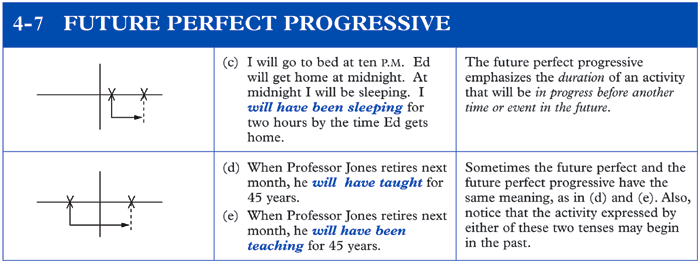 4-7 FUTURE PERFECT PROGRESSIVE
(c) I will go to bed at ten P.M. Ed
will get home at midnight. At
midnight I will be sleeping. I
will have been sleeping for
two hours by the time Ed gets
home.
The future perfect progressive
emphasizes the duration of an activity
that will be in progress before another
time or event in the future.
(d) When Professor Jones retires next
month, he will have taught for
45 years.
(e) When Professor Jones retires next
month, he will have been
teaching for 45 years.
Sometimes the future perfect and the
future perfect progressive have the
same meaning, as in (d) and (e). Also,
notice that the activity expressed by
either of these two tenses may begin
in the past.